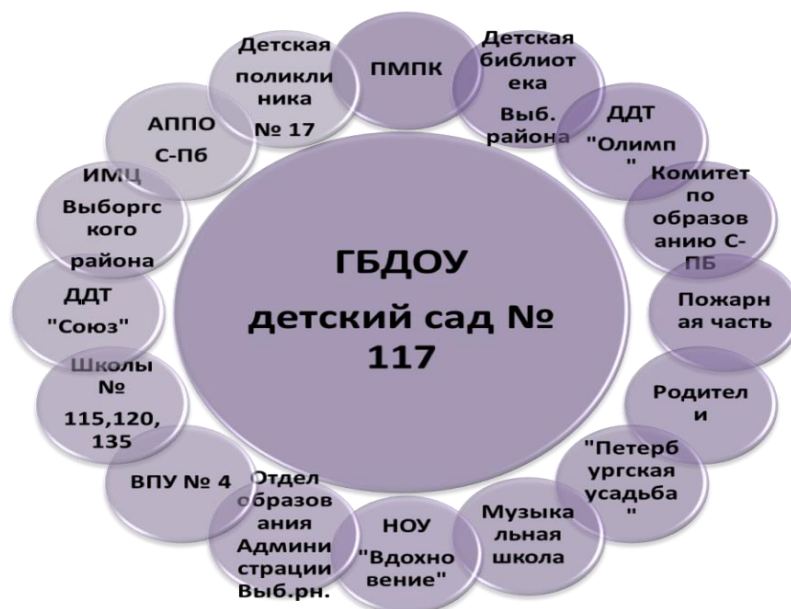 ПМПК
Детская
библиот
ека
Выб.
района
ДДТ
"Олимп
"
Комитет
по
образов
анию С-
ПБ
Пожарн
ая часть
Родител
и
"Петерб
ургская
усадьба
"
Музыка
льная
школа
НОУ
"Вдохно
вение"
Отдел
образов
ания
Админи
страции
Выб.рн.
ВПУ № 4
Школы
№
115,120,
135
ДДТ
"Союз"
ИМЦ
Выборгс
кого
района
АППО
С-Пб
Детская
поликли
ника
№ 17
ГБДОУ
детский сад №
117